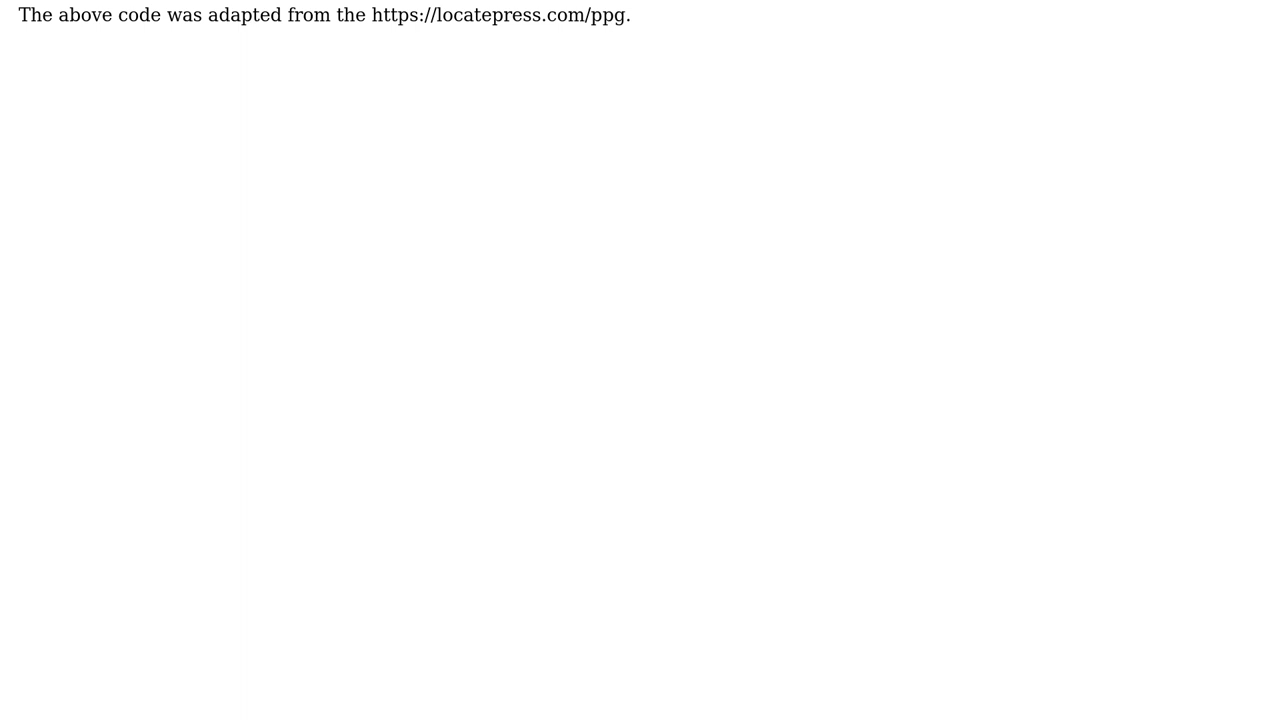 The above code was adapted from the https://locatepress.com/ppg.